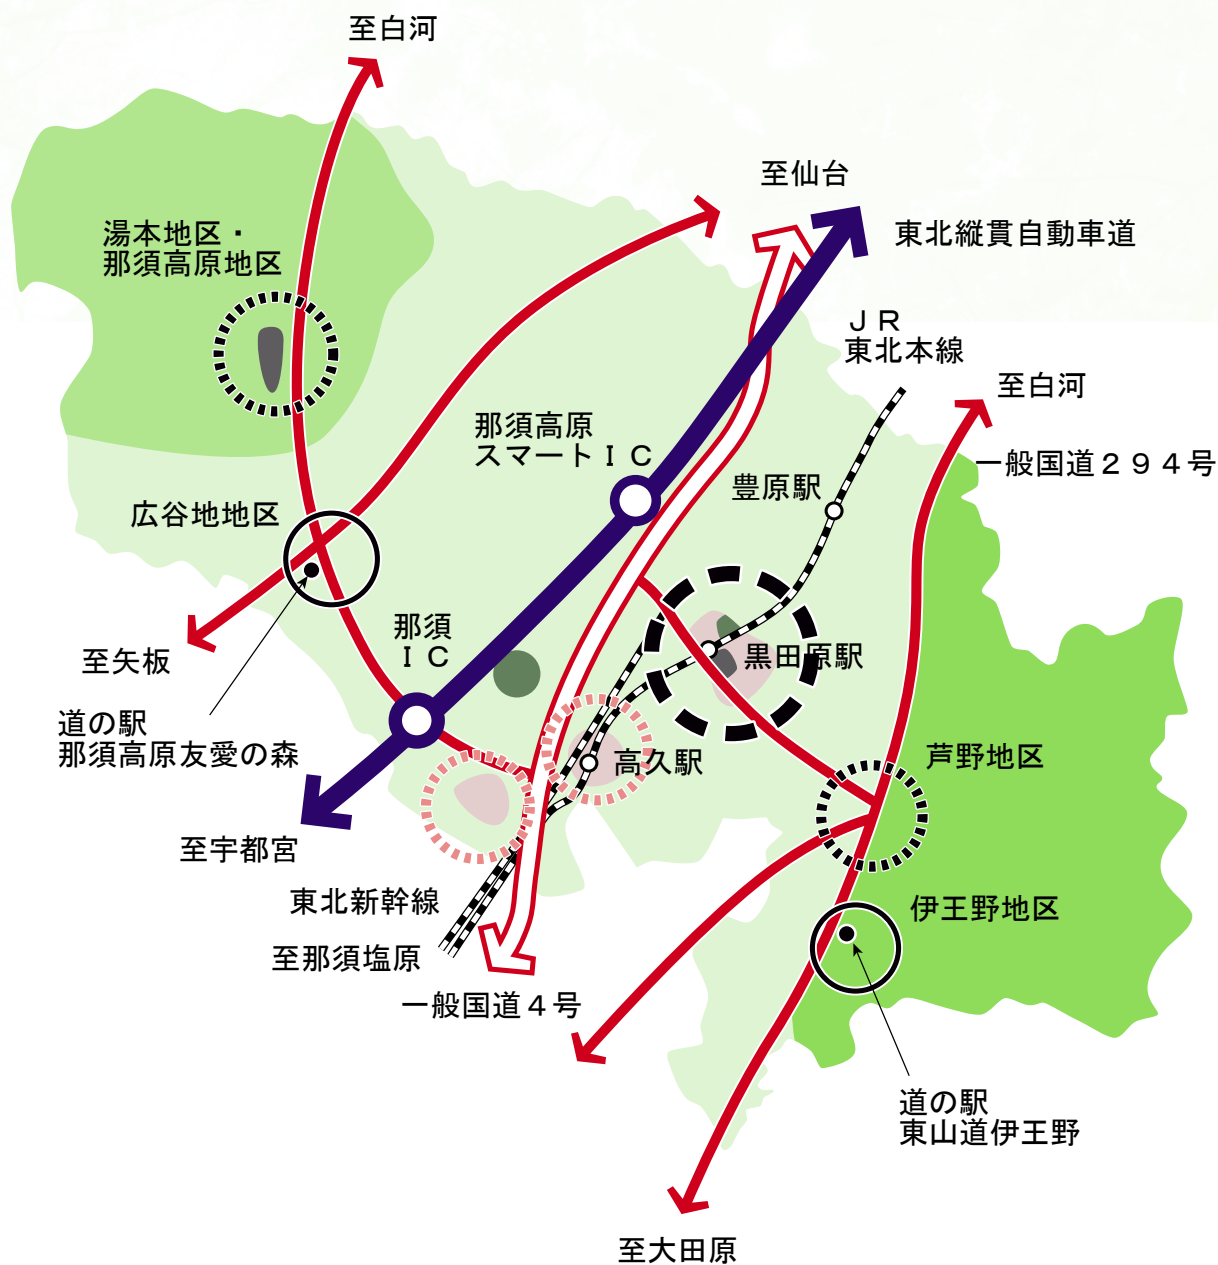 至白河
至仙台
東北縦貫自動車道
湯本地区・
那須高原地区
ＪＲ
東北本線
至白河
那須高原
スマートＩＣ
一般国道２９４号
豊原駅
広谷地地区
那須
ＩＣ
至矢板
黒田原駅
道の駅
那須高原友愛の森
高久駅
芦野地区
至宇都宮
東北新幹線
伊王野地区
至那須塩原
一般国道４号
道の駅
東山道伊王野
至大田原